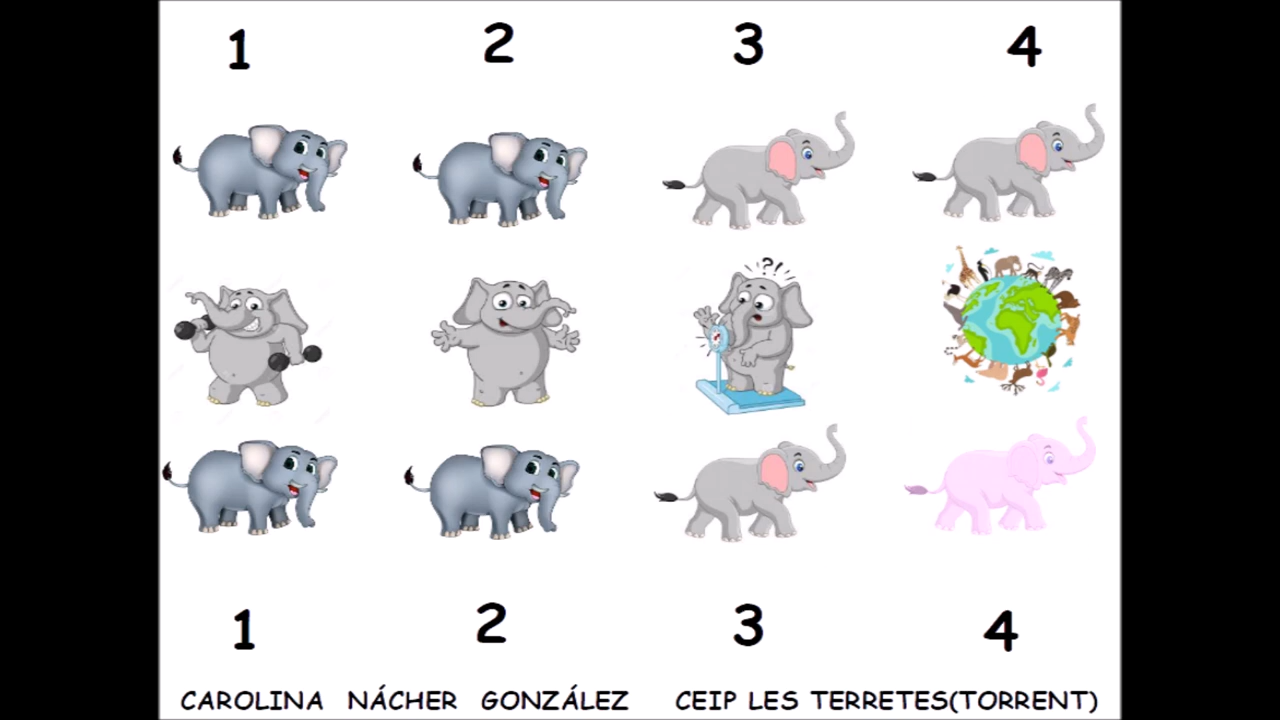 1 2 3 4
?!
1 2 3 4
CAROLINA NÁCHER GONZÁLEZ CEIP LES TERRETES(TORRENT)